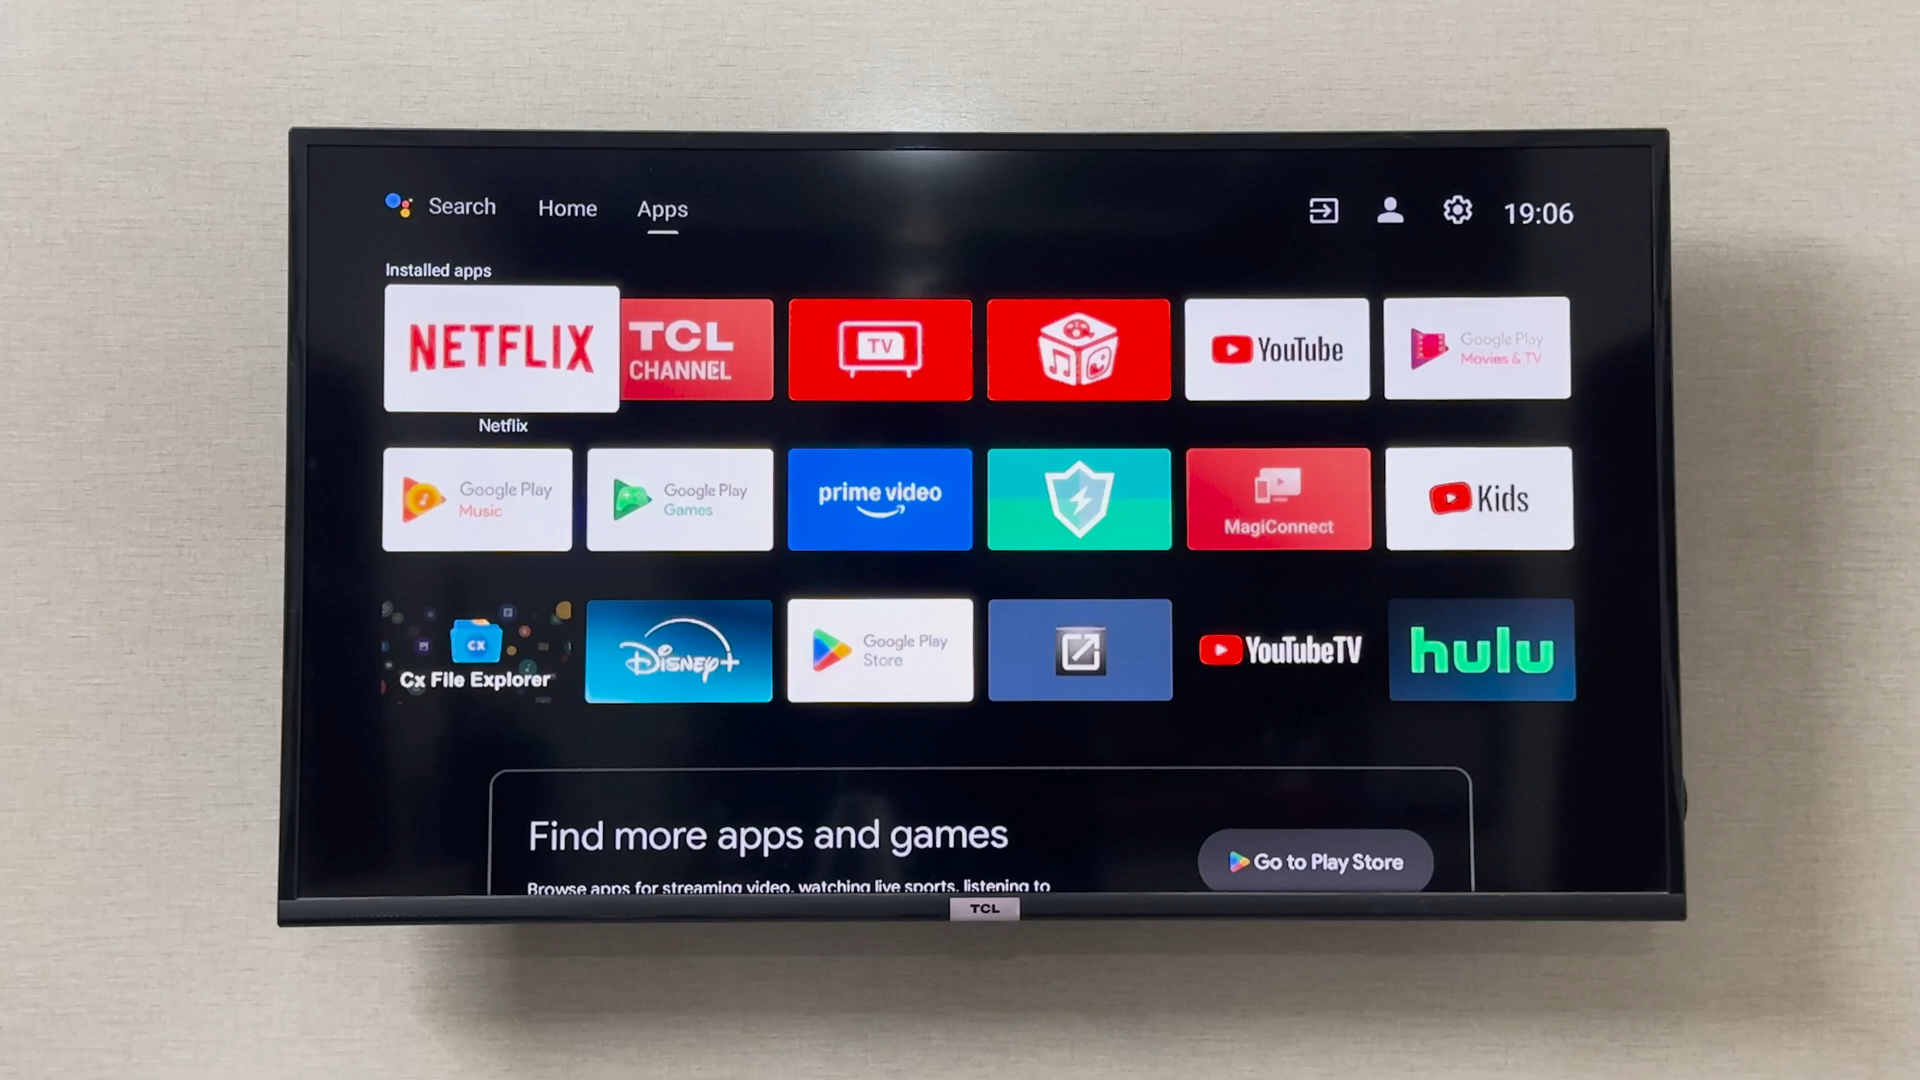 Search Home Apps 19:06
Installed apps
NETFLIX
TCL
CHANNEL
TV
YouTube
Google Play
Movies & TV
Netflix
Google Play
Music
Google Play
Games
prime video
MagiConnect
Kids
CX
Cx File Explorer
Disney+
Google Play
Store
YouTubeTV
hulu
Find more apps and games
Go to Play Store
Browse apps for streaming video, watching live sports, listening to
TCL